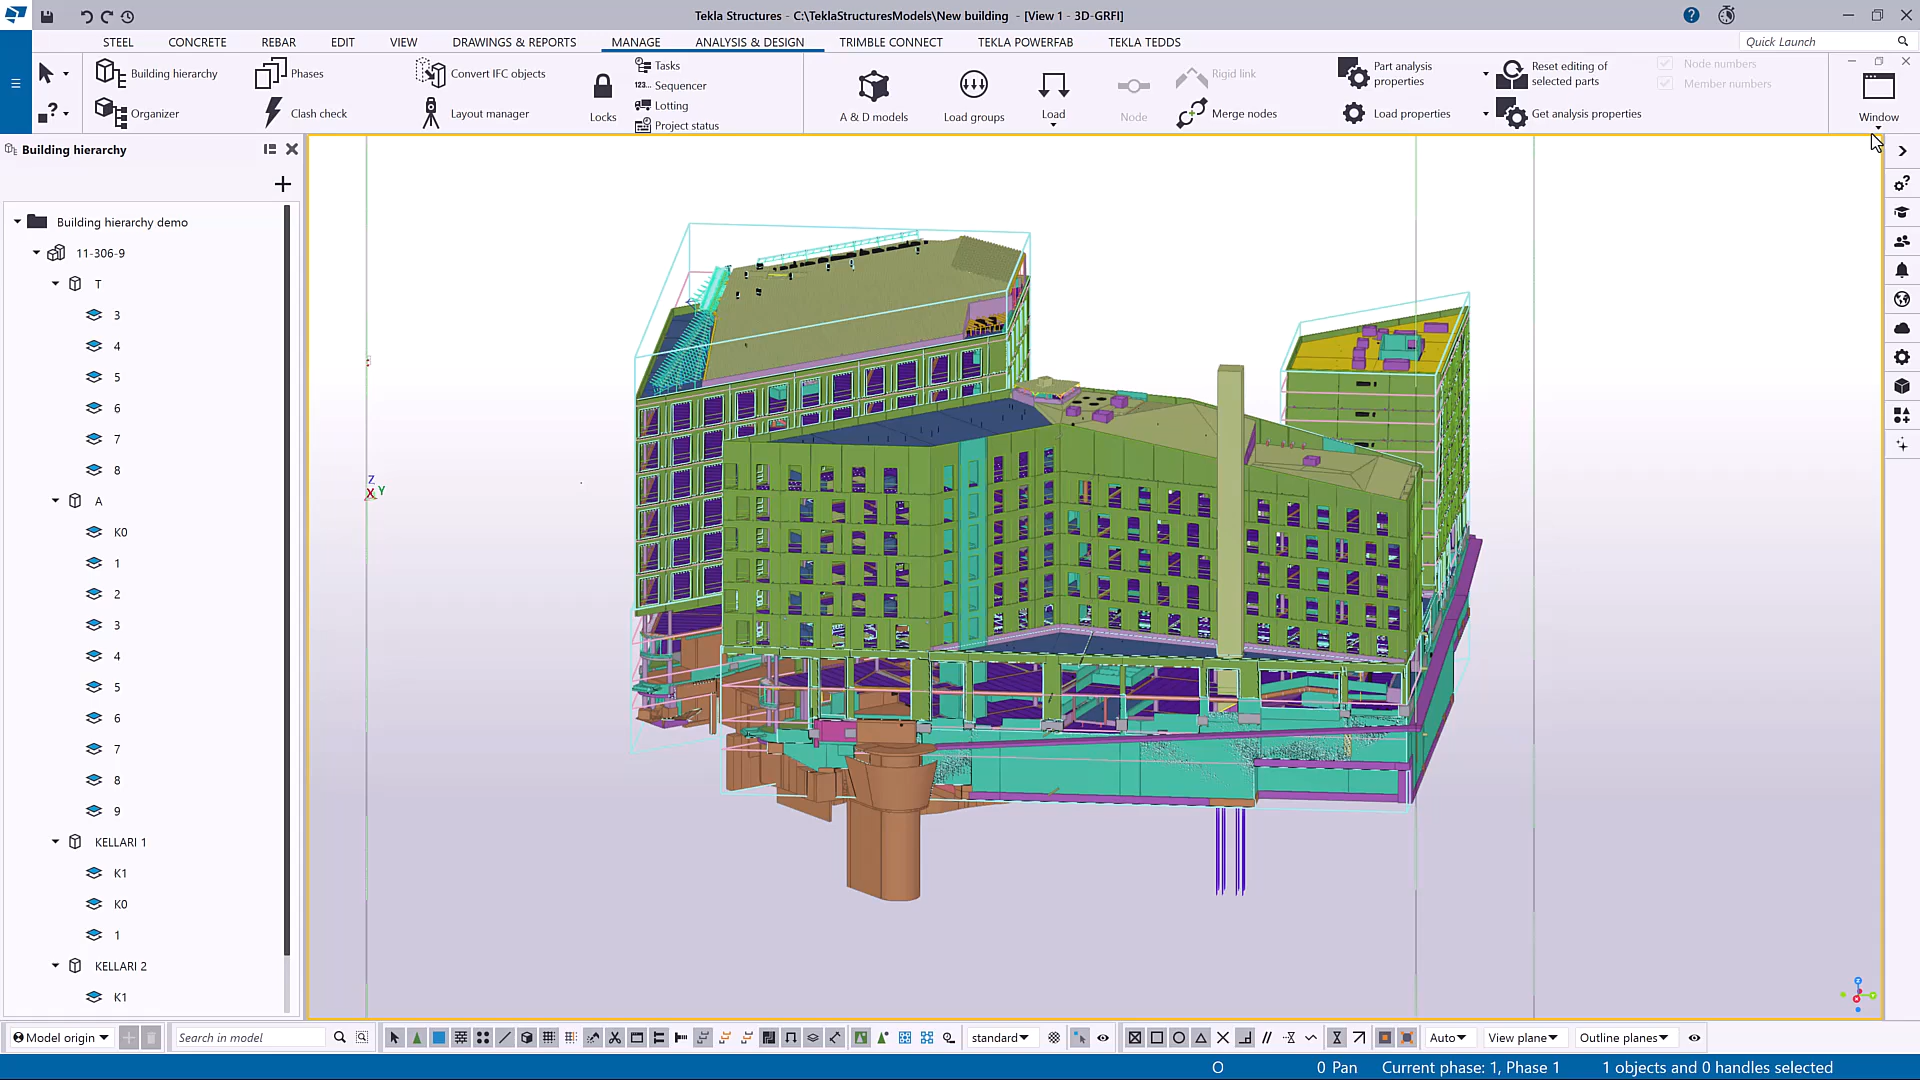 Tekla Structures - C:\TeklaStructuresModels\New building - [View 1 - 3D-GRFI]
STEEL CONCRETE REBAR EDIT VIEW DRAWINGS & REPORTS MANAGE ANALYSIS & DESIGN TRIMBLE CONNECT TEKLA POWERFAB TEKLA TEDDS Quick Launch
Building hierarchy
Organizer
Phases
Clash check
Convert IFC objects
Layout manager
Locks
Tasks
Sequencer
Lotting
Project status
A & D models
Load groups
Load
Node
Rigid link
Merge nodes
Part analysis
properties
Load properties
Reset editing of
selected parts
Get analysis properties
Node numbers
Member numbers
Window
Building hierarchy
Building hierarchy demo
11-306-9
T
3
4
5
6
7
8
A
K0
1
2
3
4
5
6
7
8
9
KELLARI 1
K1
K0
1
KELLARI 2
K1
Z
X Y
Model origin
Search in model
standard
Auto
View plane
Outline planes
O 0 Pan Current phase: 1, Phase 1 1 objects and 0 handles selected